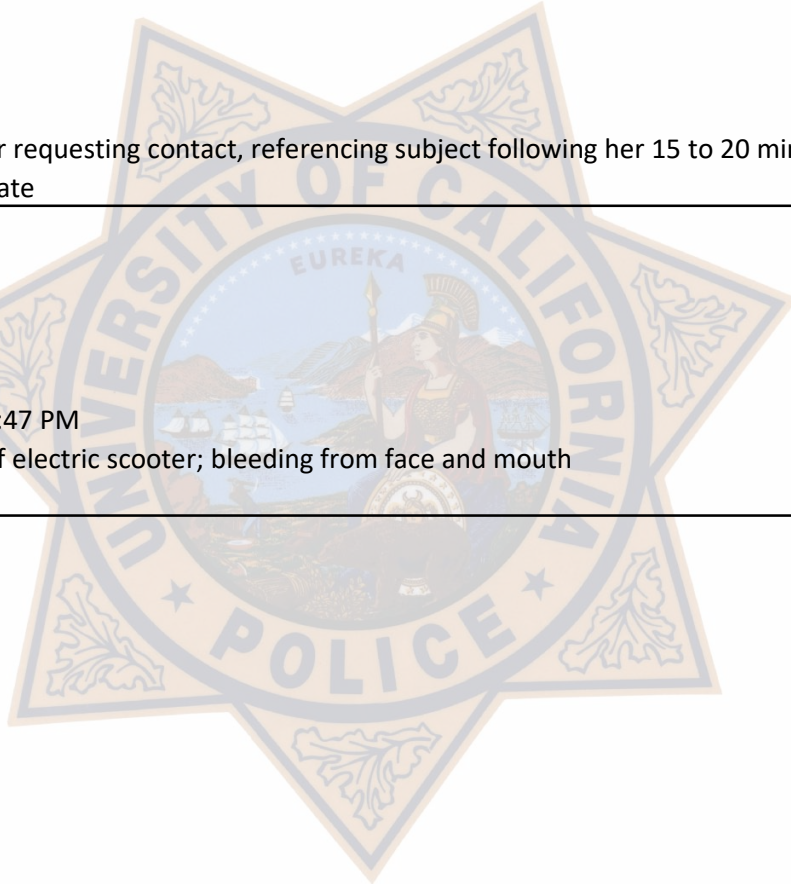 r requesting contact, referencing subject following her 15 to 20 min
ate
:47 PM
f electric scooter; bleeding from face and mouth
UNIVERSITY OF CALIFORNIA
EUREKA
POLICE